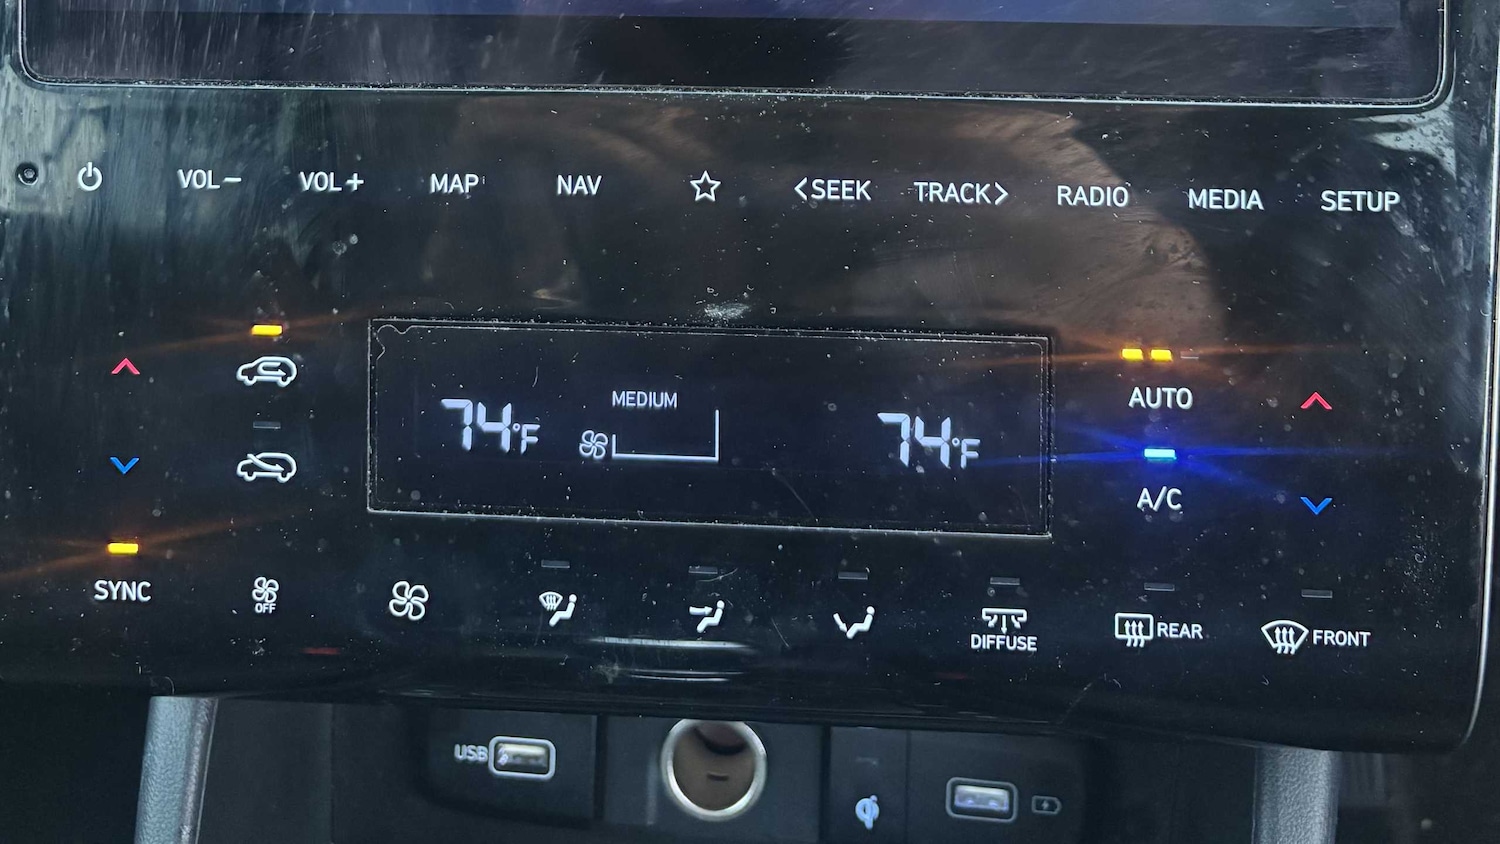 VOL−
VOL+
MAP
NAV
<SEEK
TRACK>
RADIO
MEDIA
SETUP
MEDIUM
74°F
74°F
AUTO
A/C
SYNC
OFF
DIFFUSE
REAR
FRONT
USB